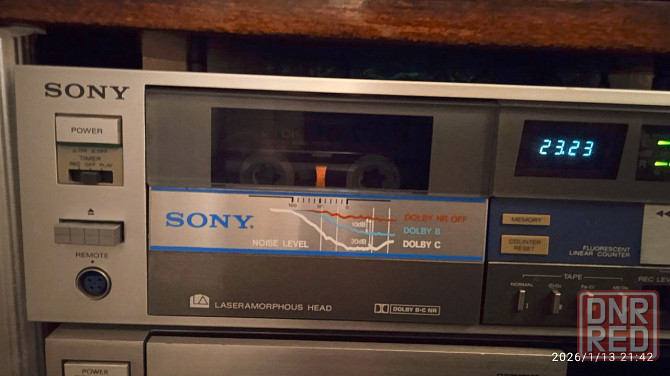 SONY
POWER
TIMER
REC OFF PLAY
REMOTE
TDK
23.23
SONY.
100
DOLBY NR OFF
10dB
DOLBY B
20dB
DOLBY C
NOISE LEVEL
LASERAMORPHOUS HEAD
DOLBY B-C NR
MEMORY
COUNTER
RESET
FLUORESCENT
LINEAR COUNTER
TAPE
REC LEVEL
NORMAL
METAL
POWER
DNR
RED
2026/1/13 21:42